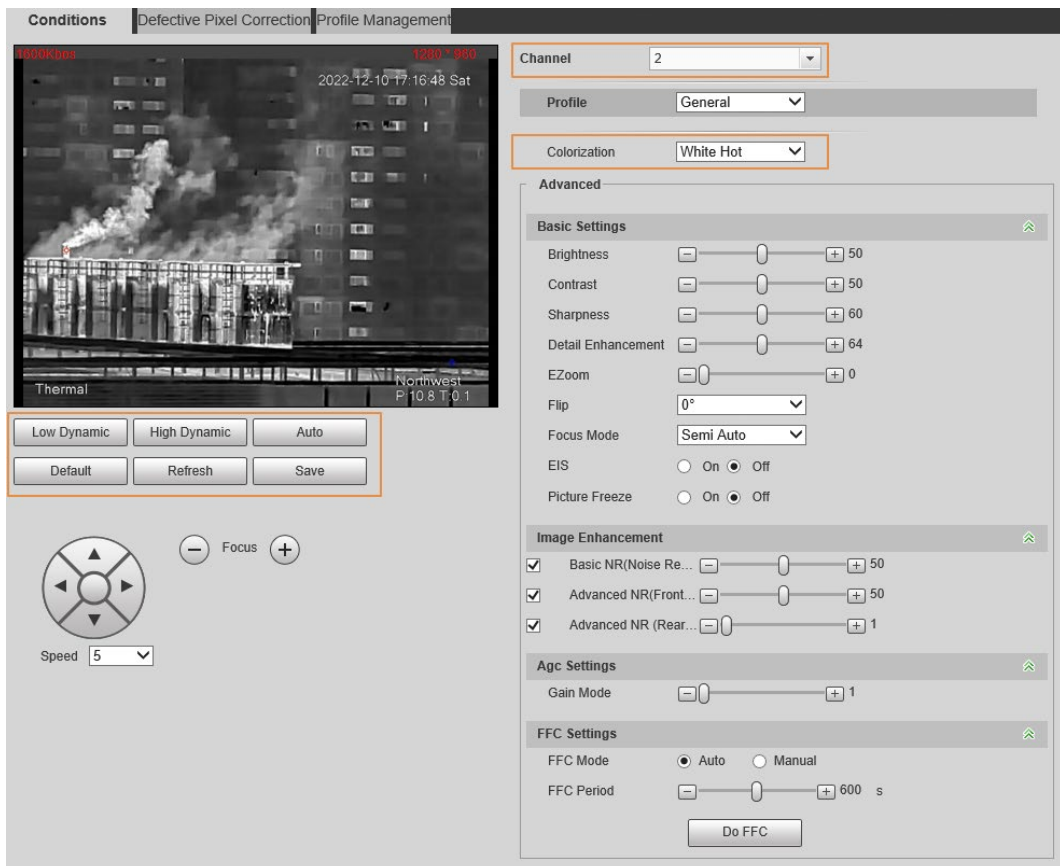 Conditions
Defective Pixel Correction
Profile Management
1600Kbps
1280 * 960
2022-12-10 17:16:48 Sat
Thermal
Northwest
P:10.8 T:0.1
Low Dynamic
High Dynamic
Auto
Default
Refresh
Save
Focus
Speed 5
Channel 2
Profile General
Colorization White Hot
Advanced
Basic Settings
Brightness 50
Contrast 50
Sharpness 60
Detail Enhancement 64
EZoom 0
Flip 0°
Focus Mode Semi Auto
EIS On Off
Picture Freeze On Off
Image Enhancement
Basic NR(Noise Re... 50
Advanced NR(Front... 50
Advanced NR (Rear... 1
Agc Settings
Gain Mode 1
FFC Settings
FFC Mode Auto Manual
FFC Period 600 s
Do FFC